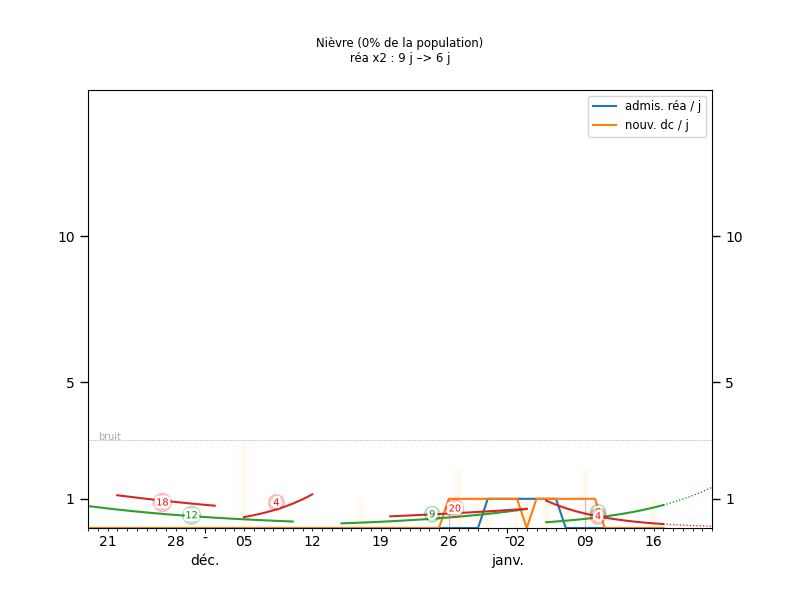 Nièvre (0% de la population)
réa x2 : 9 j –> 6 j
admis. réa / j
nouv. dc / j
10 10
5 5
bruit
1 1
18 4 12 9 20 4
21 28 05 12 19 26 02 09 16
déc. janv.